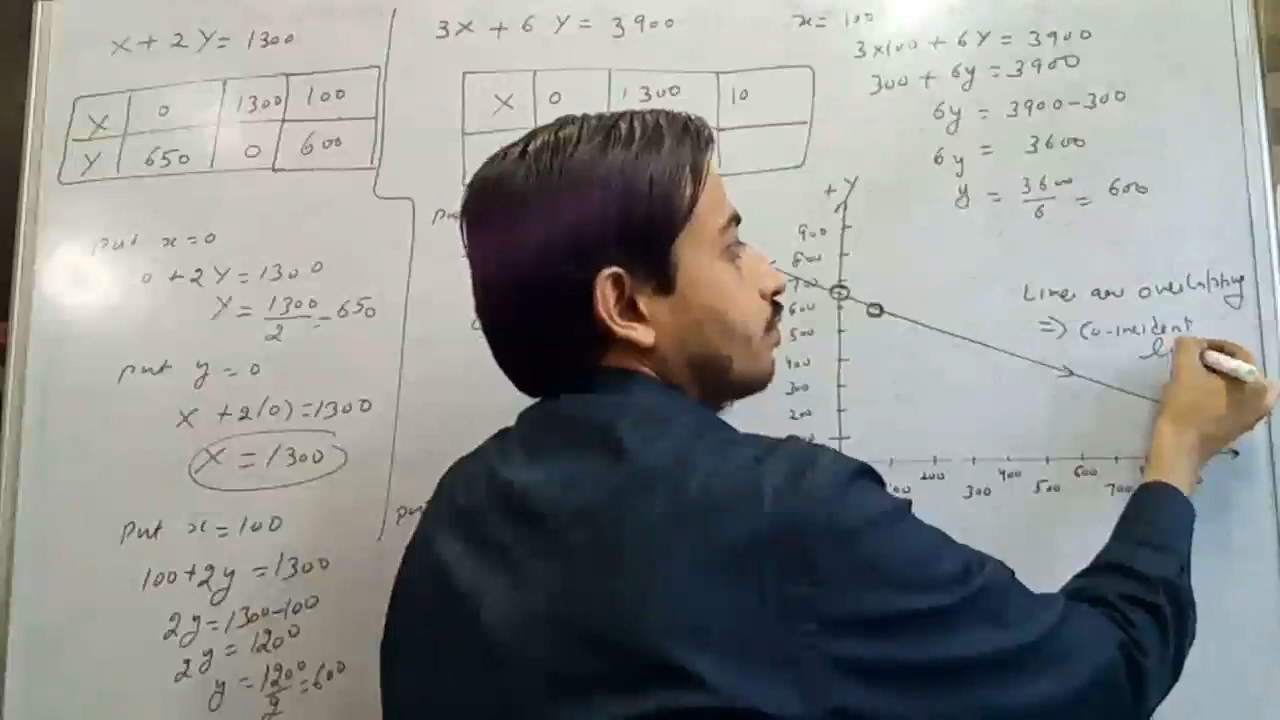 x + 2y = 1300
X 0 1300 100
Y 650 0 600
put x = 0
0 + 2y = 1300
y = 1300/2 = 650
put y = 0
x + 2(0) = 1300
x = 1300
put x = 100
100 + 2y = 1300
2y = 1300 - 100
2y = 1200
y = 1200/2 = 600
3x + 6y = 3900
X 0 1300 10
x = 100
3×100 + 6y = 3900
300 + 6y = 3900
6y = 3900 - 300
6y = 3600
y = 3600/6 = 600
+ Y
900
800
700
600
500
400
300
200
200 300 400 500 600
Lines are overlapping
⇒ Co-incident